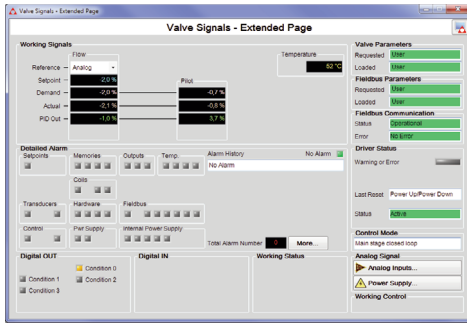 Valve Signals - Extended Page
Valve Signals - Extended Page
Working Signals
Flow
Temperature
Reference Analog
52 °C
Setpoint -2,0 %
Pilot
Demand -2,0 % -0,7 %
Actual -2,1 % -0,8 %
PID Out -1,0 % 3,7 %
Valve Parameters
Requested User
Loaded User
Fieldbus Parameters
Requested User
Loaded User
Fieldbus Communication
Status Operational
Error No Error
Detailed Alarm
Setpoints Memories Outputs Temp. Alarm History No Alarm
No Alarm
Coils
Transducers Hardware Fieldbus
Control Pwr Supply Internal Power Supply
Total Alarm Number 0 More...
Driver Status
Warning or Error
Last Reset Power Up/Power Down
Status Active
Control Mode
Main stage closed loop
Digital OUT Digital IN Working Status
Condition 0
Condition 1 Condition 2
Condition 3
Analog Signal
Analog Inputs...
Power Supply...
Working Control